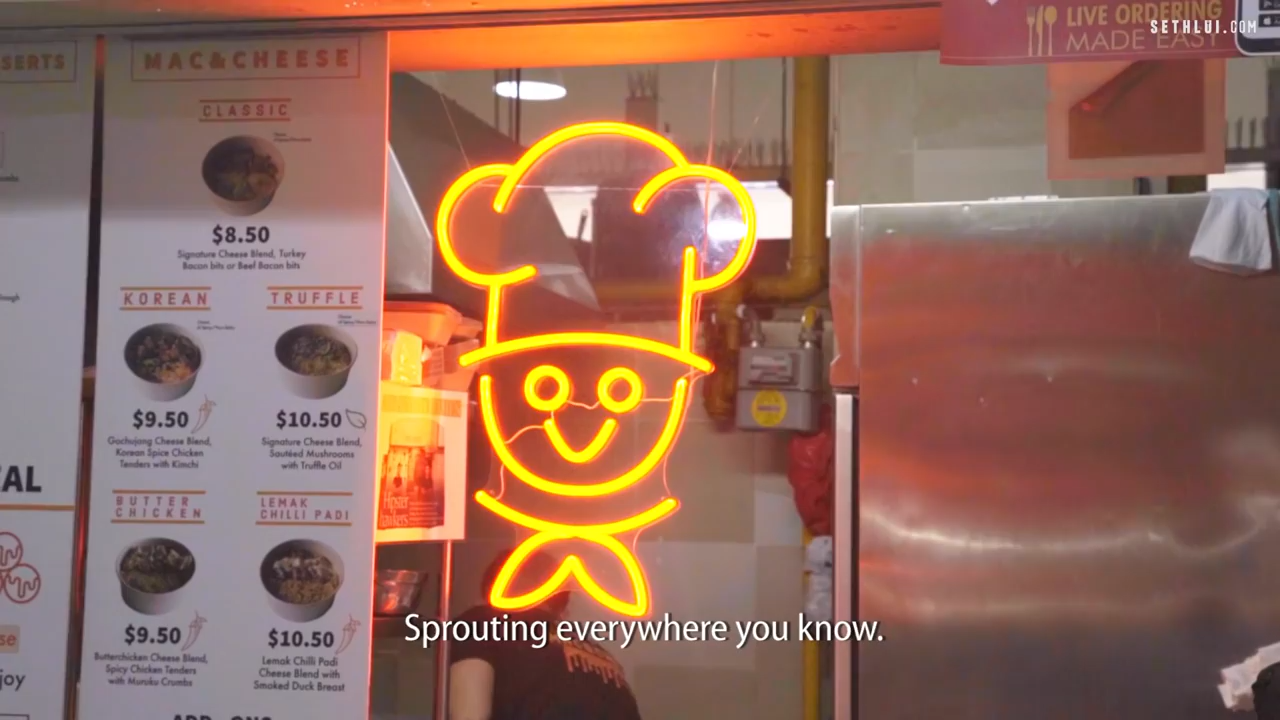 SETHLUI.COM
LIVE ORDERING
MADE EASY
SERTS
MAC&CHEESE
CLASSIC
$8.50
Signature Cheese Blend, Turkey
Bacon bits or Beef Bacon bits
KOREAN
$9.50
Gochujang Cheese Blend,
Korean Spice Chicken
Tenders with Kimchi
TRUFFLE
$10.50
Signature Cheese Blend,
Sautéed Mushrooms
with Truffle Oil
BUTTER
CHICKEN
$9.50
Butterchicken Cheese Blend,
Spicy Chicken Tenders
with Muruku Crumbs
LEMAK
CHILLI PADI
$10.50
Lemak Chilli Padi
Cheese Blend with
Smoked Duck Breast
ADD-ONS
AL
joy
Sprouting everywhere you know.